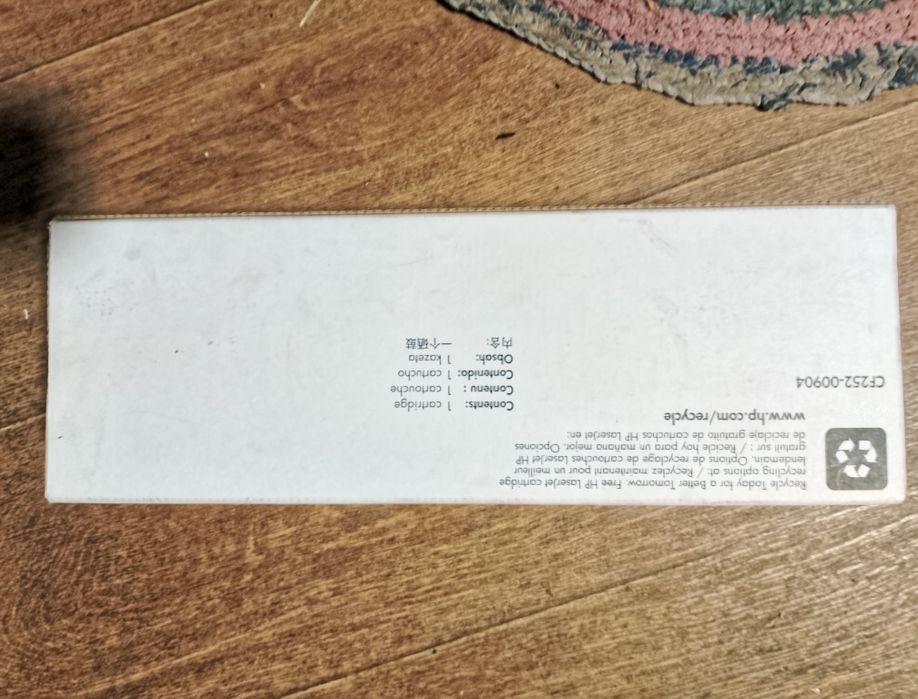 Recycle Today for a Better Tomorrow. Free HP LaserJet cartridge
recycling options at: / Recyclez maintenant pour un meilleur
lendemain. Options de recyclage de cartouches LaserJet HP
gratuit sur : / Recicle hoy para un mañana mejor. Opciones
de reciclaje gratuito de cartuchos HP LaserJet en:
www.hp.com/recycle
CF252-00904
Contents: 1 cartridge
Contenu : 1 cartouche
Contenido: 1 cartucho
Obsah: 1 kazeta
内含: 一个硒鼓